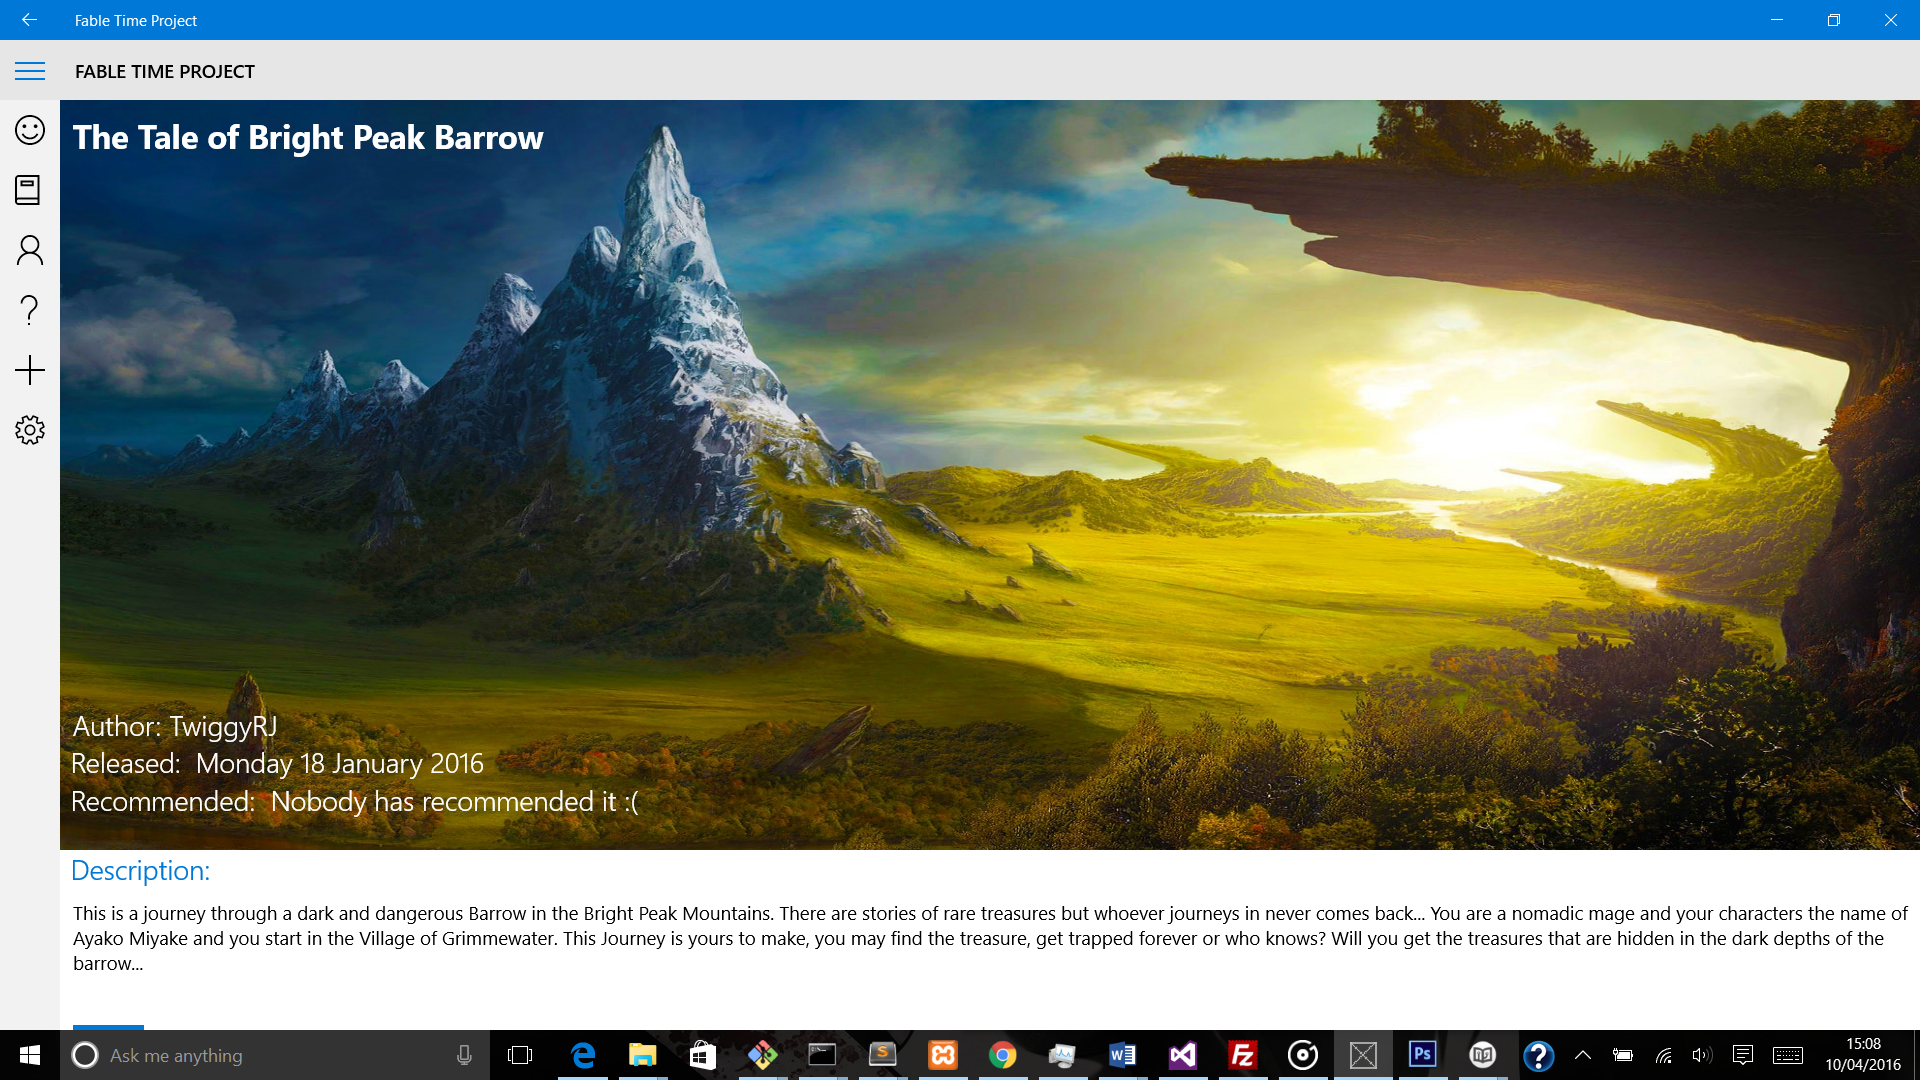 Fable Time Project
FABLE TIME PROJECT
The Tale of Bright Peak Barrow
Author: TwiggyRJ
Released: Monday 18 January 2016
Recommended: Nobody has recommended it :(
Description:
This is a journey through a dark and dangerous Barrow in the Bright Peak Mountains. There are stories of rare treasures but whoever journeys in never comes back... You are a nomadic mage and your characters the name of
Ayako Miyake and you start in the Village of Grimmewater. This Journey is yours to make, you may find the treasure, get trapped forever or who knows? Will you get the treasures that are hidden in the dark depths of the
barrow...
Ask me anything
S
Fz
Ps
?
15:08
10/04/2016